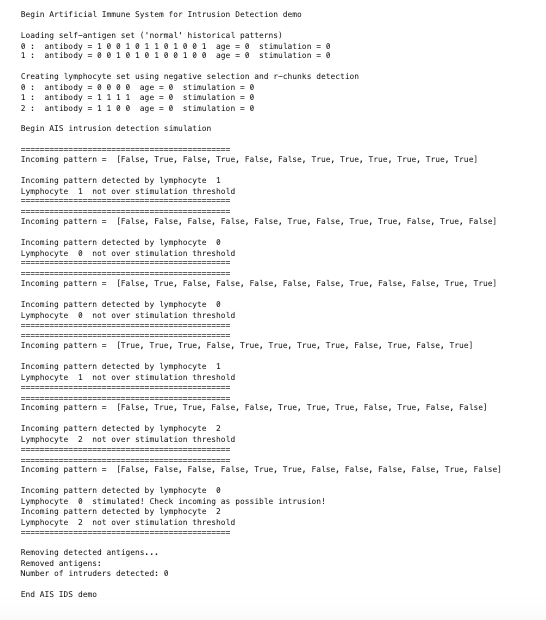 Begin Artificial Immune System for Intrusion Detection demo
Loading self-antigen set ('normal' historical patterns)
0 :  antibody = 1 0 0 1 0 1 1 0 1 0 0 1  age = 0  stimulation = 0
1 :  antibody = 0 0 1 0 1 0 1 0 0 1 0 0  age = 0  stimulation = 0
Creating lymphocyte set using negative selection and r-chunks detection
0 :  antibody = 0 0 0 0  age = 0  stimulation = 0
1 :  antibody = 1 1 1 1  age = 0  stimulation = 0
2 :  antibody = 1 1 0 0  age = 0  stimulation = 0
Begin AIS intrusion detection simulation
============================================
Incoming pattern =  [False, True, False, True, False, False, True, True, True, True, True, True]
Incoming pattern detected by lymphocyte  1
Lymphocyte  1  not over stimulation threshold
============================================
============================================
Incoming pattern =  [False, False, False, False, False, True, False, True, True, False, True, False]
Incoming pattern detected by lymphocyte  0
Lymphocyte  0  not over stimulation threshold
============================================
============================================
Incoming pattern =  [False, True, False, False, False, False, False, True, False, False, True, True]
Incoming pattern detected by lymphocyte  0
Lymphocyte  0  not over stimulation threshold
============================================
============================================
Incoming pattern =  [True, True, True, False, True, True, True, True, False, True, False, True]
Incoming pattern detected by lymphocyte  1
Lymphocyte  1  not over stimulation threshold
============================================
============================================
Incoming pattern =  [False, True, True, False, False, True, True, False, True, True, False, False]
Incoming pattern detected by lymphocyte  2
Lymphocyte  2  not over stimulation threshold
============================================
============================================
Incoming pattern =  [False, False, False, False, True, True, False, False, False, False, True, False]
Incoming pattern detected by lymphocyte  0
Lymphocyte  0  stimulated! Check incoming as possible intrusion!
Incoming pattern detected by lymphocyte  2
Lymphocyte  2  not over stimulation threshold
============================================
Removing detected antigens...
Removed antigens:
Number of intruders detected: 0
End AIS IDS demo